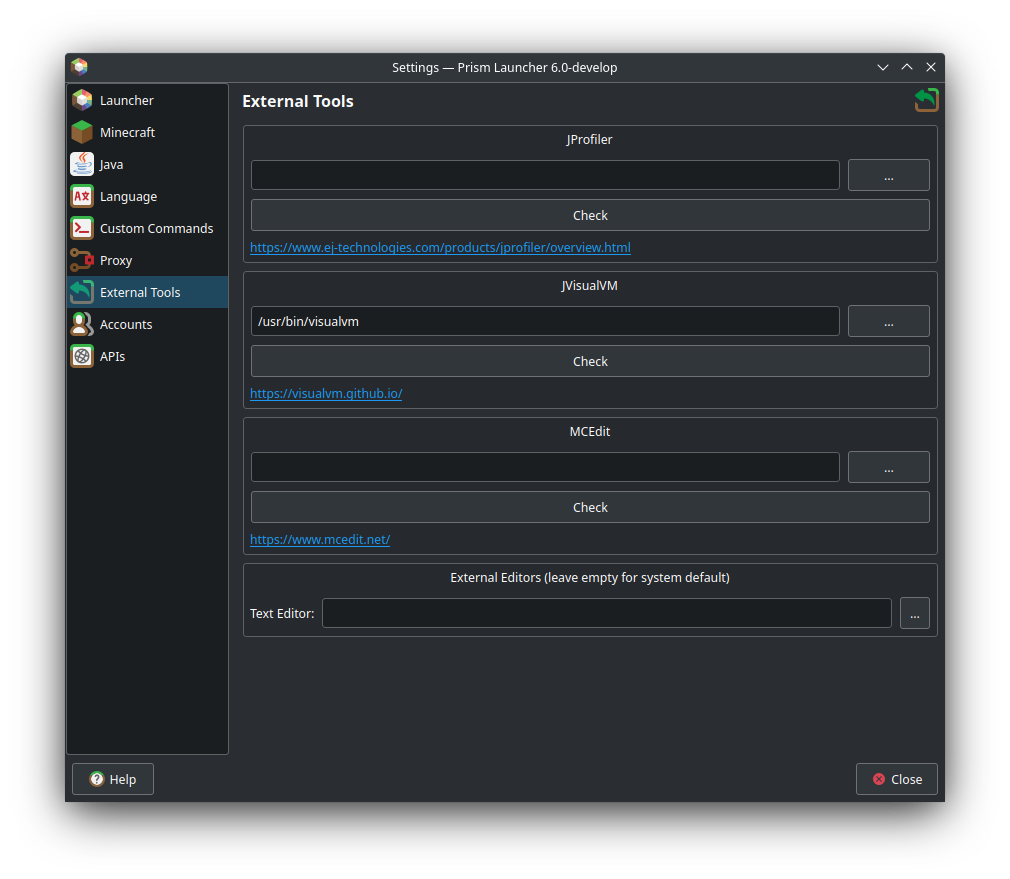 Settings — Prism Launcher 6.0-develop
Launcher
Minecraft
Java
Language
Custom Commands
Proxy
External Tools
Accounts
APIs
External Tools
JProfiler
...
Check
https://www.ej-technologies.com/products/jprofiler/overview.html
JVisualVM
/usr/bin/visualvm
...
Check
https://visualvm.github.io/
MCEdit
...
Check
https://www.mcedit.net/
External Editors (leave empty for system default)
Text Editor:
...
Help
Close